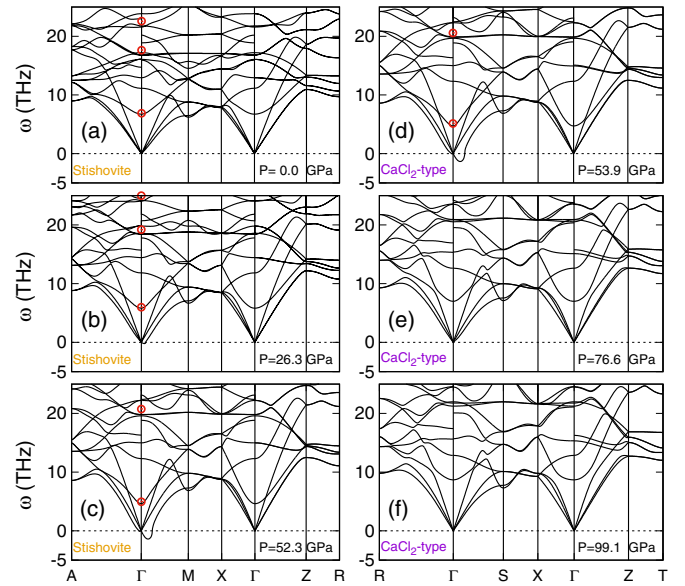 20
10
0
-5
ω (THz)
(a)
Stishovite
P= 0.0 GPa
(d)
CaCl₂-type
P=53.9 GPa
20
10
0
-5
ω (THz)
(b)
Stishovite
P=26.3 GPa
(e)
CaCl₂-type
P=76.6 GPa
20
10
0
-5
ω (THz)
(c)
Stishovite
P=52.3 GPa
(f)
CaCl₂-type
P=99.1 GPa
A Γ M X Γ Z R
R Γ S X Γ Z T